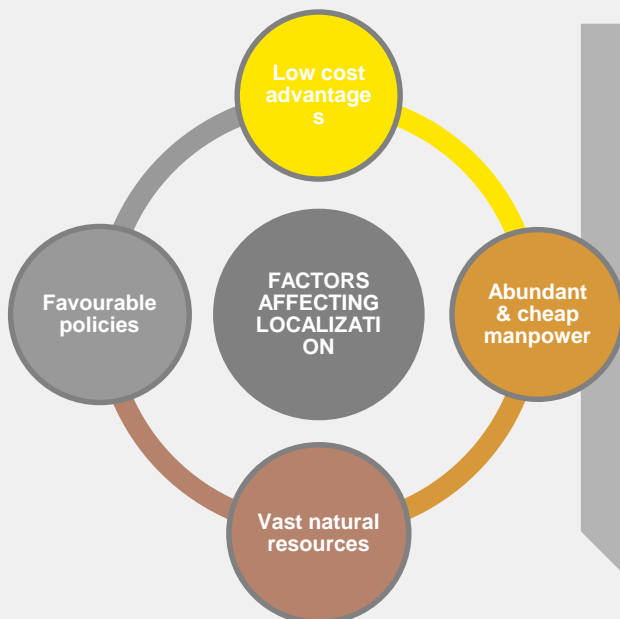 Low cost
advantage
s
Favourable
policies
FACTORS
AFFECTING
LOCALIZATI
ON
Abundant
& cheap
manpower
Vast natural
resources